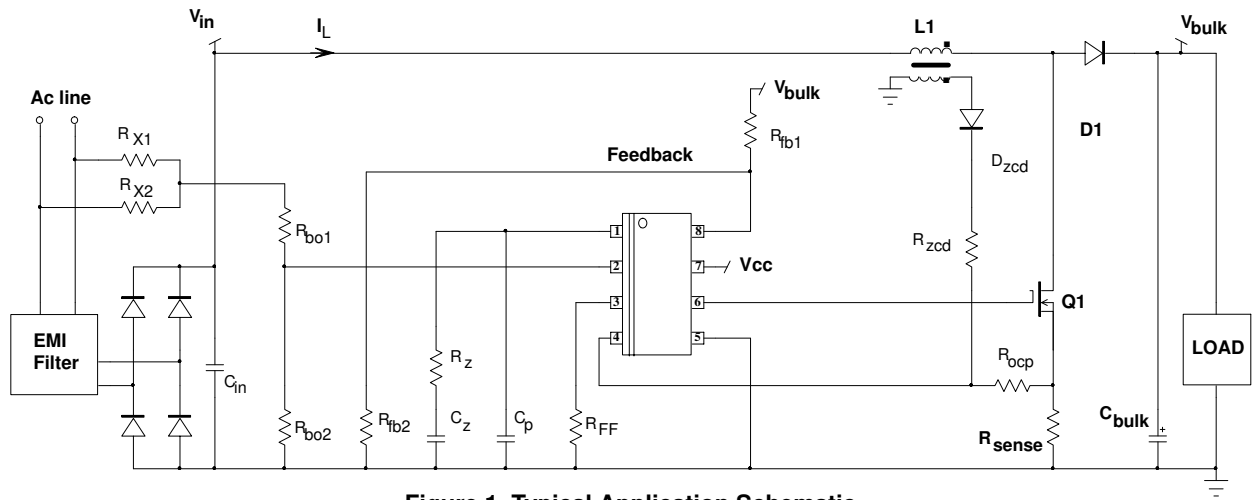 Vin
IL
L1
Vbulk
Ac line
Vbulk
RX1
Rfb1
D1
Feedback
Dzcd
RX2
Rbo1
1
8
Rzcd
2
7
Vcc
3
6
Q1
4
5
EMI
Filter
LOAD
Rz
Rocp
Cin
Cz
Cp
RFF
Cbulk
+
Rbo2
Rfb2
Rsense
Figure 1. Typical Application Schematic